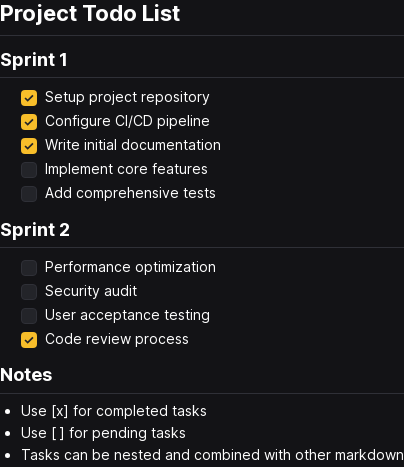 Project Todo List
Sprint 1
Setup project repository
Configure CI/CD pipeline
Write initial documentation
Implement core features
Add comprehensive tests
Sprint 2
Performance optimization
Security audit
User acceptance testing
Code review process
Notes
• Use [x] for completed tasks
• Use [ ] for pending tasks
• Tasks can be nested and combined with other markdown